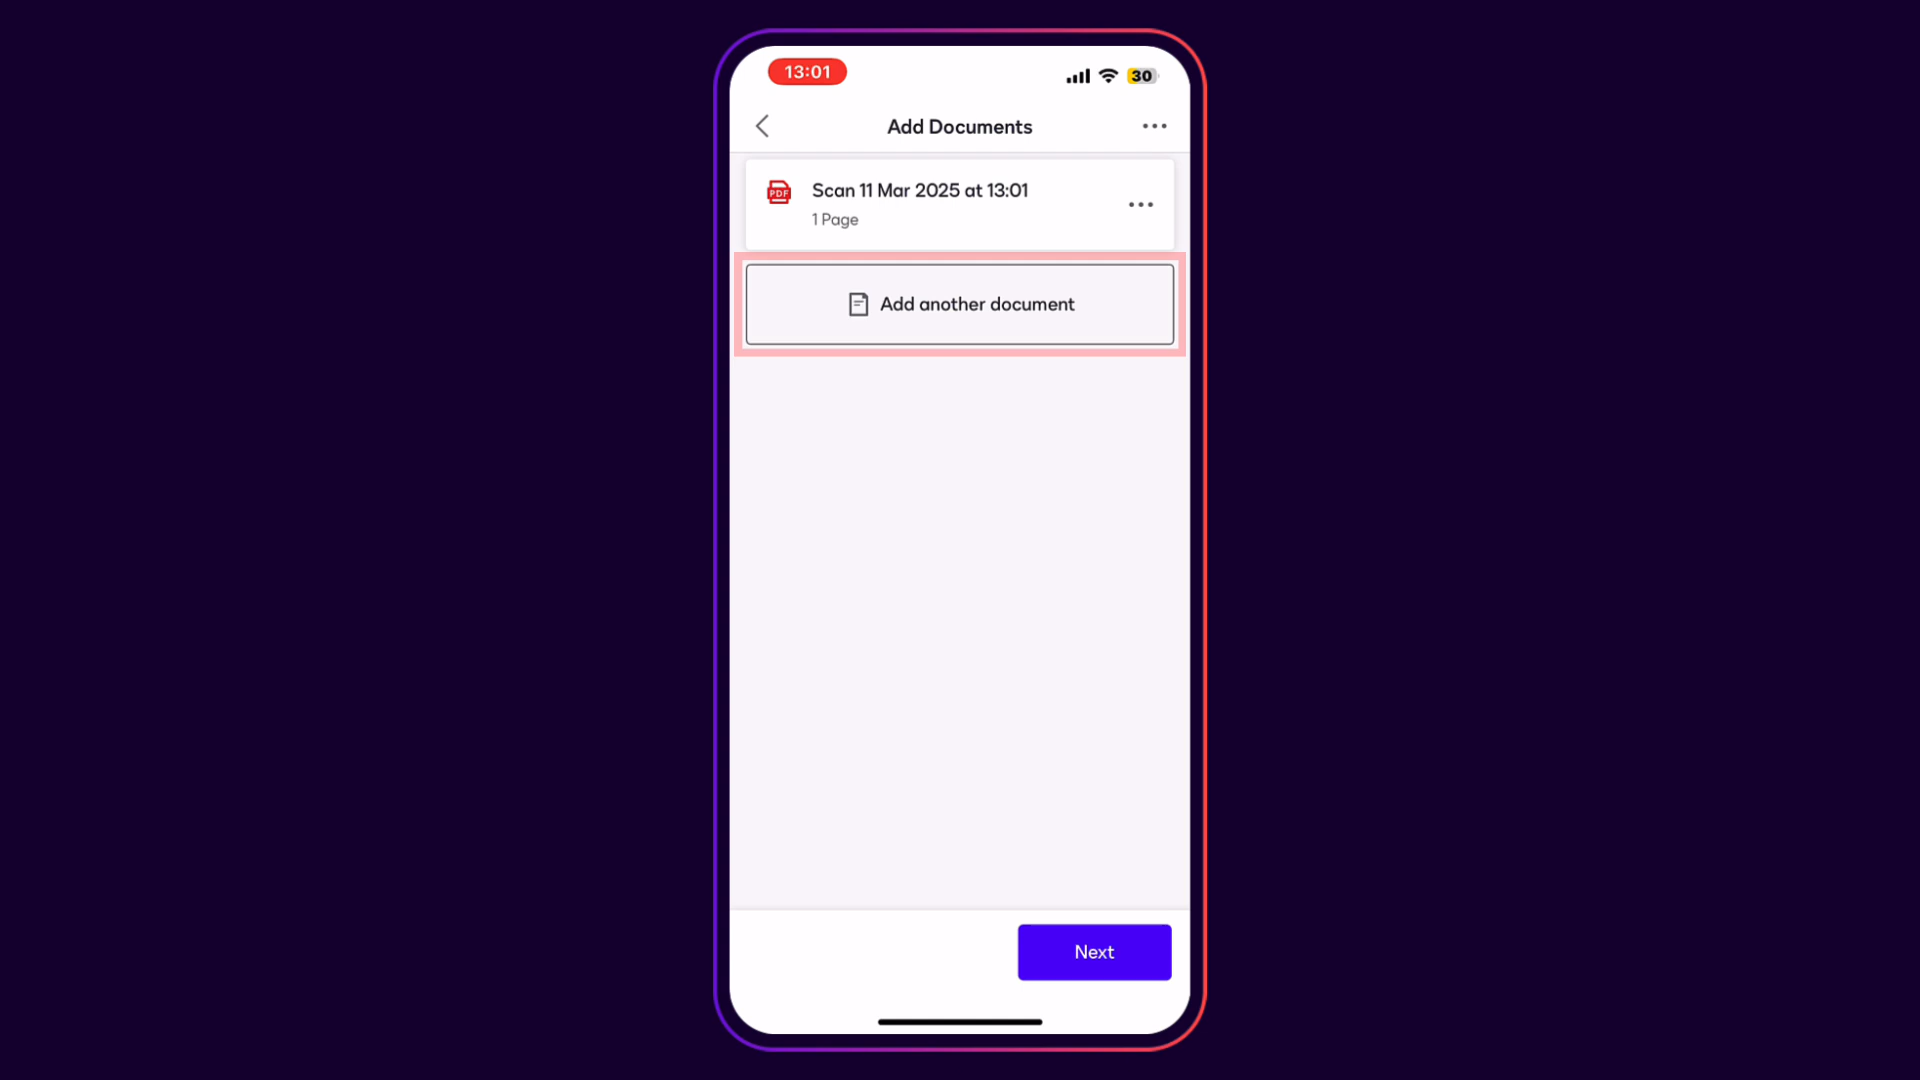 13:01
30
Add Documents
PDF
Scan 11 Mar 2025 at 13:01
1 Page
Add another document
Next